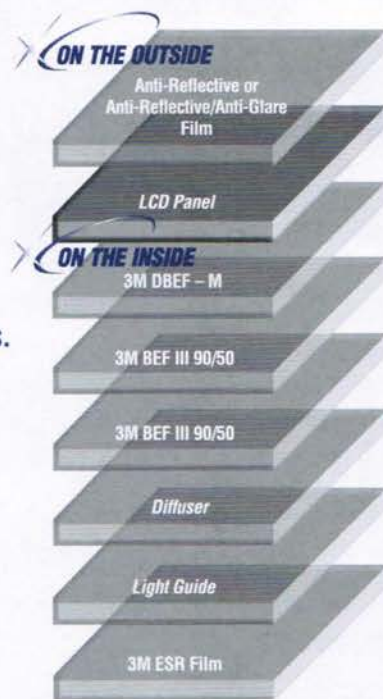 ON THE OUTSIDE
Anti-Reflective or
Anti-Reflective/Anti-Glare
Film
LCD Panel
ON THE INSIDE
3M DBEF – M
3M BEF III 90/50
3M BEF III 90/50
Diffuser
Light Guide
3M ESR Film